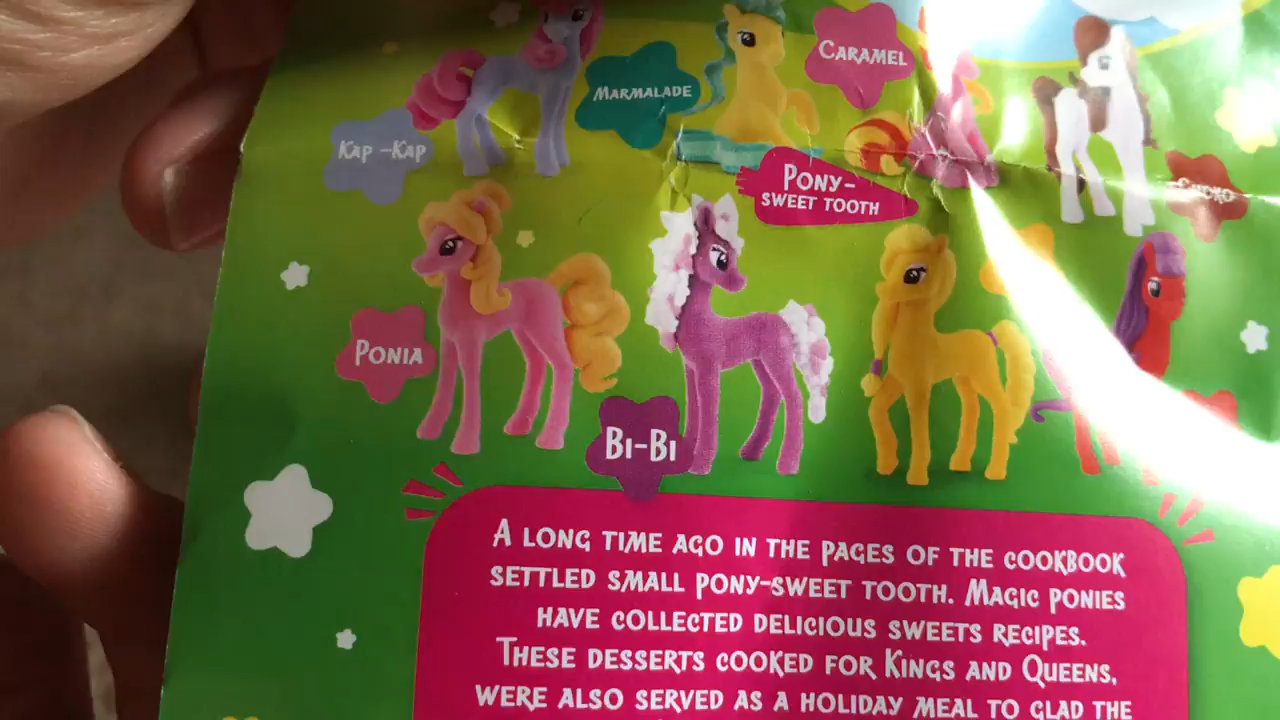 CARAMEL
MARMALADE
KAP -KAP
PONY-
SWEET TOOTH
CHOKO
PONIA
BI-BI
A LONG TIME AGO IN THE PAGES OF THE COOKBOOK
SETTLED SMALL PONY-SWEET TOOTH. MAGIC PONIES
HAVE COLLECTED DELICIOUS SWEETS RECIPES.
THESE DESSERTS COOKED FOR KINGS AND QUEENS,
WERE ALSO SERVED AS A HOLIDAY MEAL TO GLAD THE